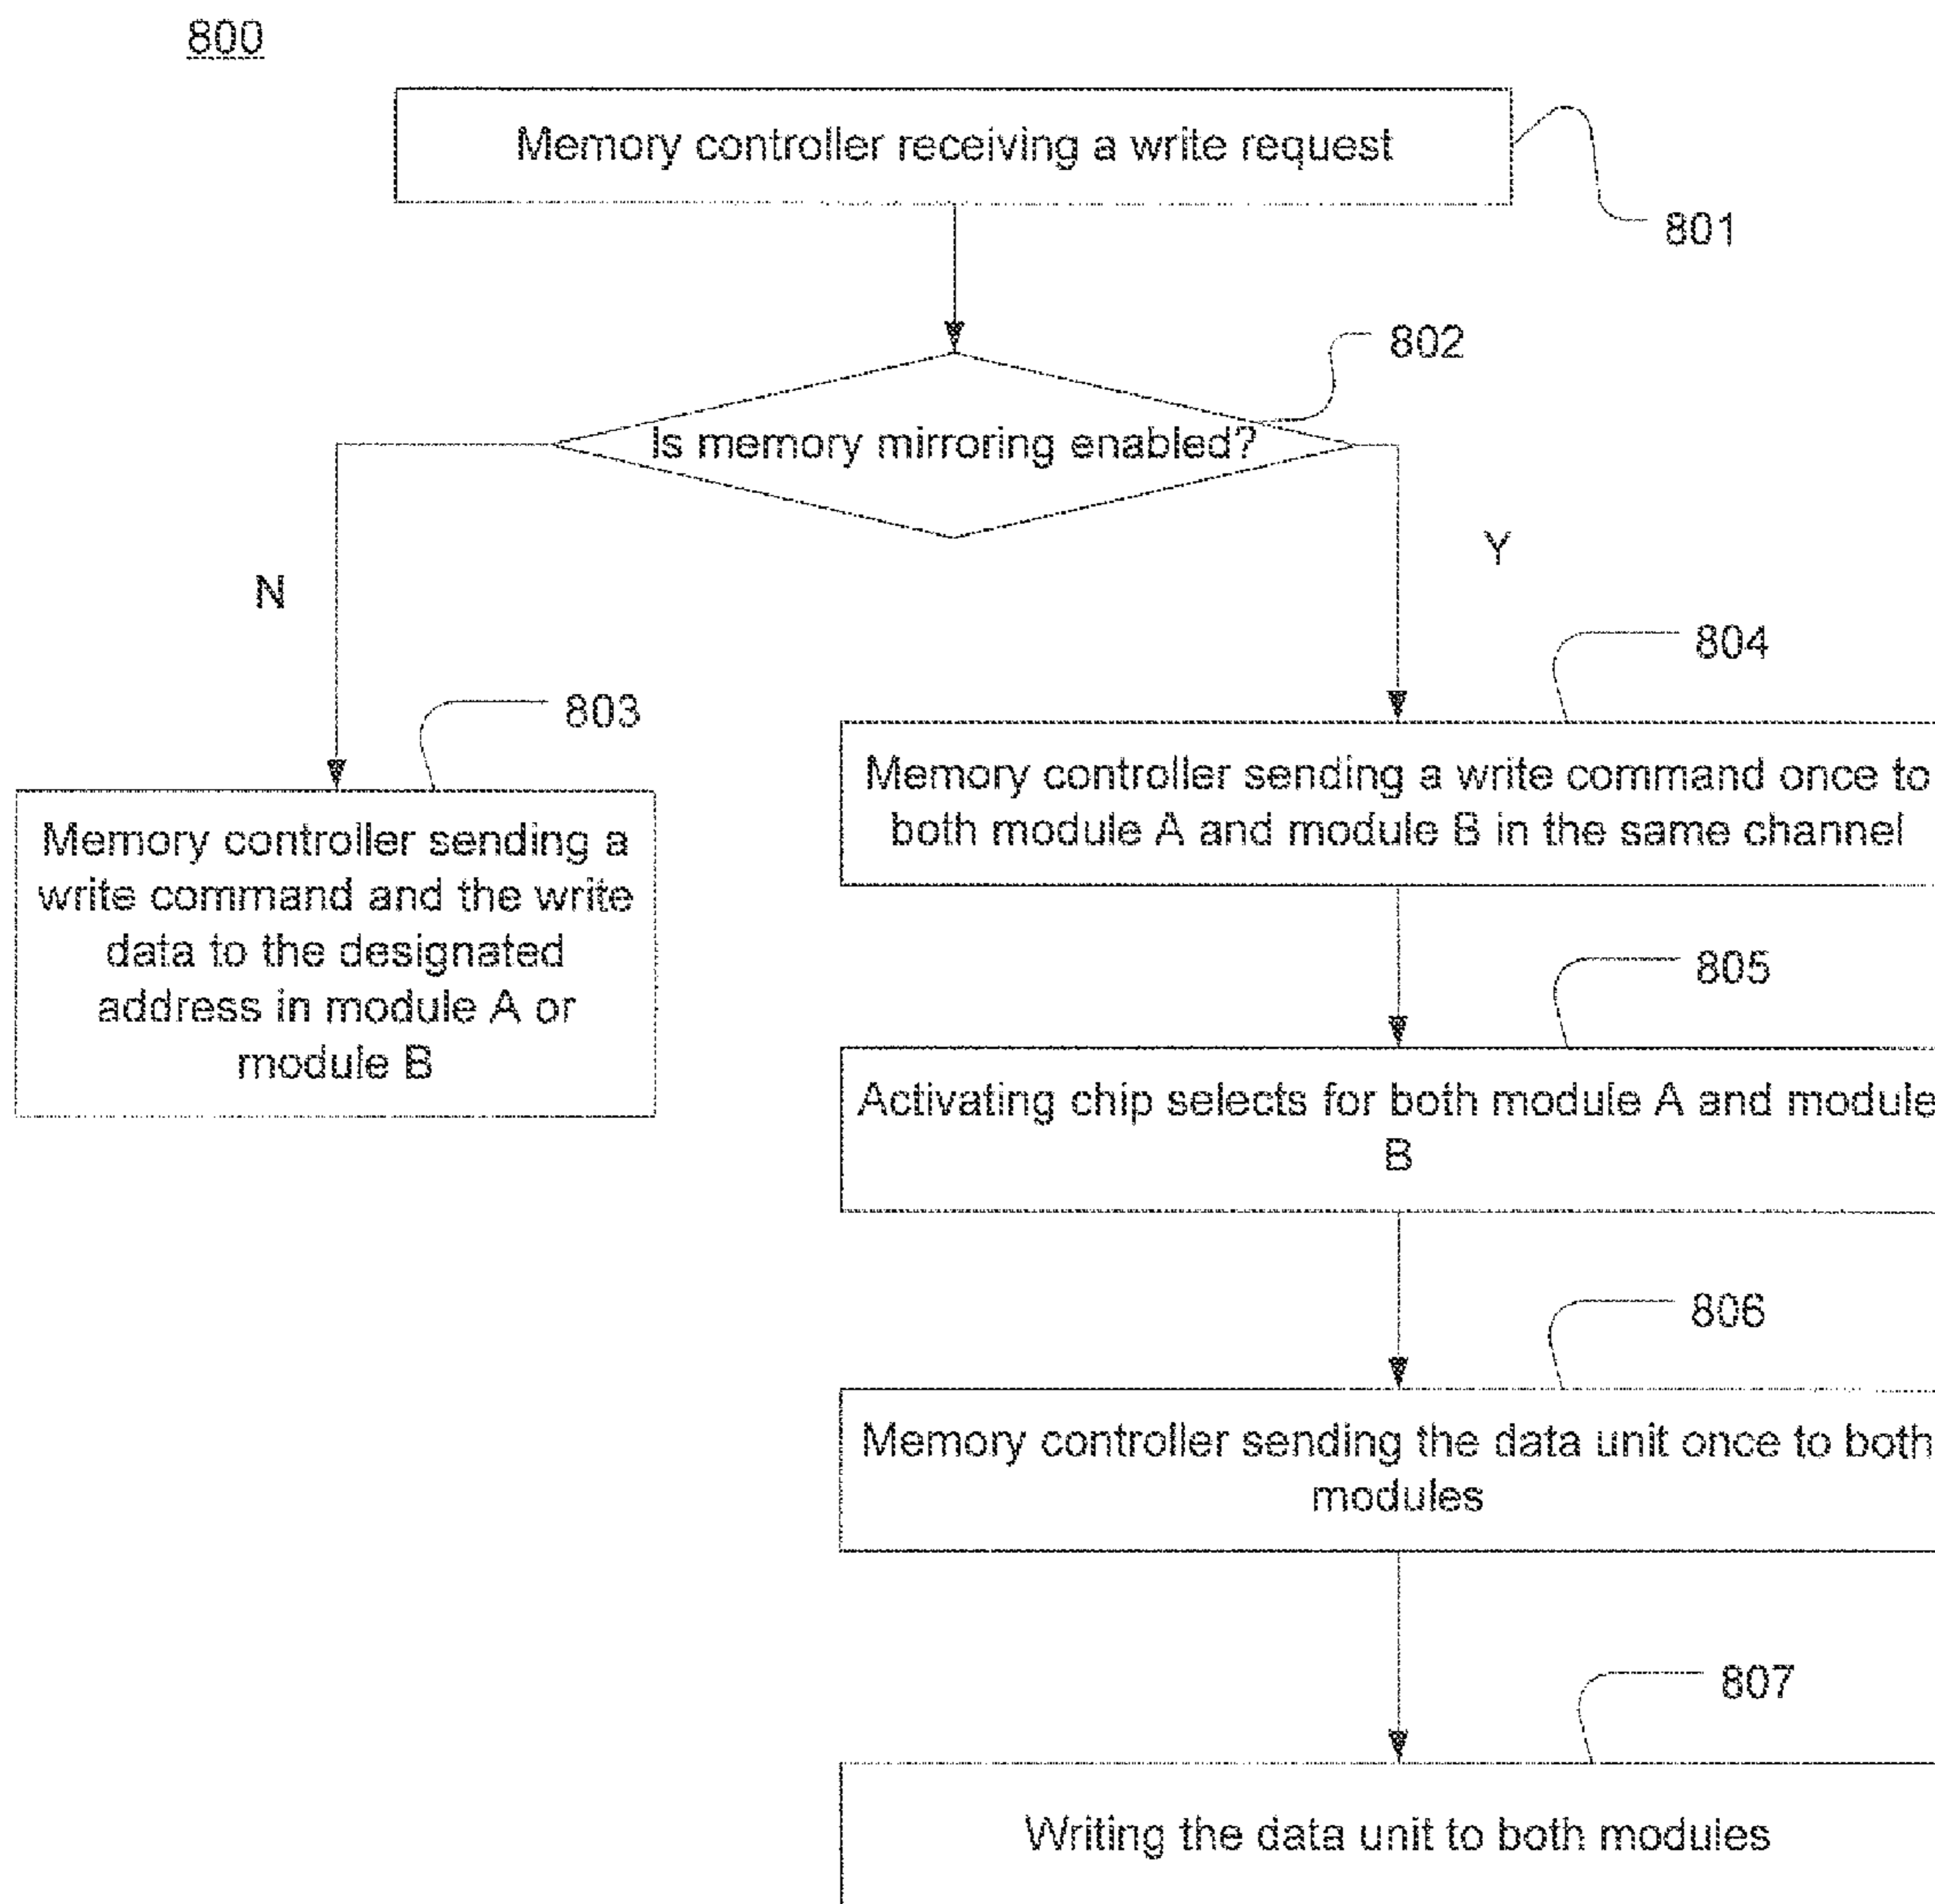 800
Memory controller receiving a write request
801
802
Is memory mirroring enabled?
Y
N
804
803
Memory controller sending a write command once to
both module A and module B in the same channel
Memory controller sending a
write command and the write
data to the designated
address in module A or
module B
805
Activating chip selects for both module A and module
B
806
Memory controller sending the data unit once to both
modules
807
Writing the data unit to both modules